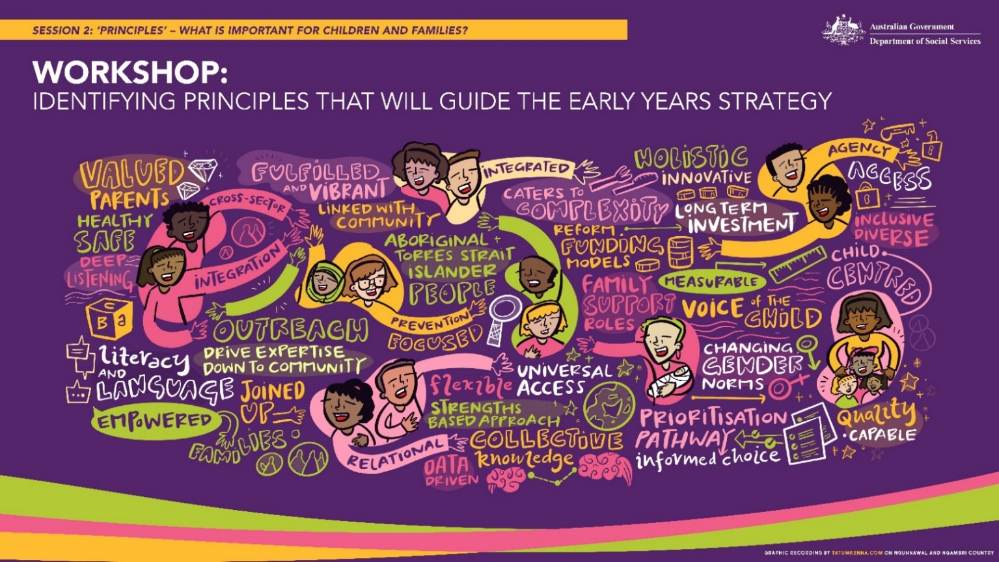 SESSION 2: 'PRINCIPLES' – WHAT IS IMPORTANT FOR CHILDREN AND FAMILIES?
Australian Government
Department of Social Services
WORKSHOP:
IDENTIFYING PRINCIPLES THAT WILL GUIDE THE EARLY YEARS STRATEGY
VALUED
PARENTS
HEALTHY
SAFE
DEEP
LISTENING
CROSS-SECTOR
INTEGRATION
FULFILLED
AND VIBRANT
LINKED WITH
COMMUNITY
INTEGRATED
ABORIGINAL +
TORRES STRAIT
ISLANDER
PEOPLE
PREVENTION
FOCUSED
CATERS TO
COMPLEXITY
HOLISTIC
INNOVATIVE
LONG TERM
INVESTMENT
REFORM
FUNDING
MODELS
AGENCY
ACCESS
INCLUSIVE
DIVERSE
CHILD
CENTRED
MEASURABLE
FAMILY
SUPPORT
ROLES
VOICE OF THE
CHILD
CHANGING
GENDER
NORMS
B a
C
OUTREACH
DRIVE EXPERTISE
DOWN TO COMMUNITY
literacy
AND
LANGUAGE
JOINED
UP
EMPOWERED
FAMILIES
RELATIONAL
flexible
UNIVERSAL
ACCESS
STRENGTHS
BASED APPROACH
COLLECTIVE
knowledge
DATA
DRIVEN
PRIORITISATION
PATHWAY
informed choice
QUALITY
• CAPABLE
GRAPHIC RECORDING BY TATUMKENNA.COM ON NGUNNAWAL AND NGAMBRI COUNTRY